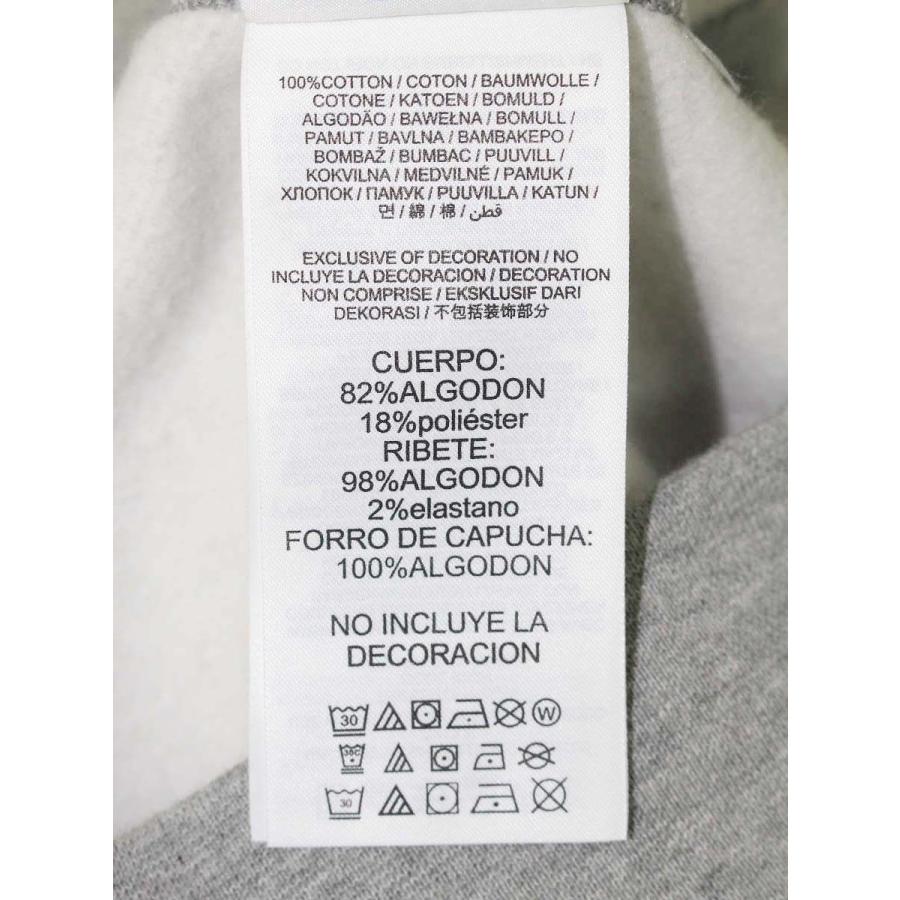 100%COTTON / COTON / BAUMWOLLE /
COTONE / KATOEN / BOMULD /
ALGODÃO / BAWEŁNA / BOMULL /
PAMUT / BAVLNA / BAMBAKEPO /
BOMBAŽ / BUMBAC / PUUVILL /
KOKVILNA / MEDVILNÉ / PAMUK /
ХЛОПОК / ПАМУК / PUUVILLA / KATUN /
면 / 綿 / 棉 / قطن
EXCLUSIVE OF DECORATION / NO
INCLUYE LA DECORACION / DECORATION
NON COMPRISE / EKSKLUSIF DARI
DEKORASI / 不包括装饰部分
CUERPO:
82%ALGODON
18%poliéster
RIBETE:
98%ALGODON
2%elastano
FORRO DE CAPUCHA:
100%ALGODON
NO INCLUYE LA
DECORACION
30 W
30C
30